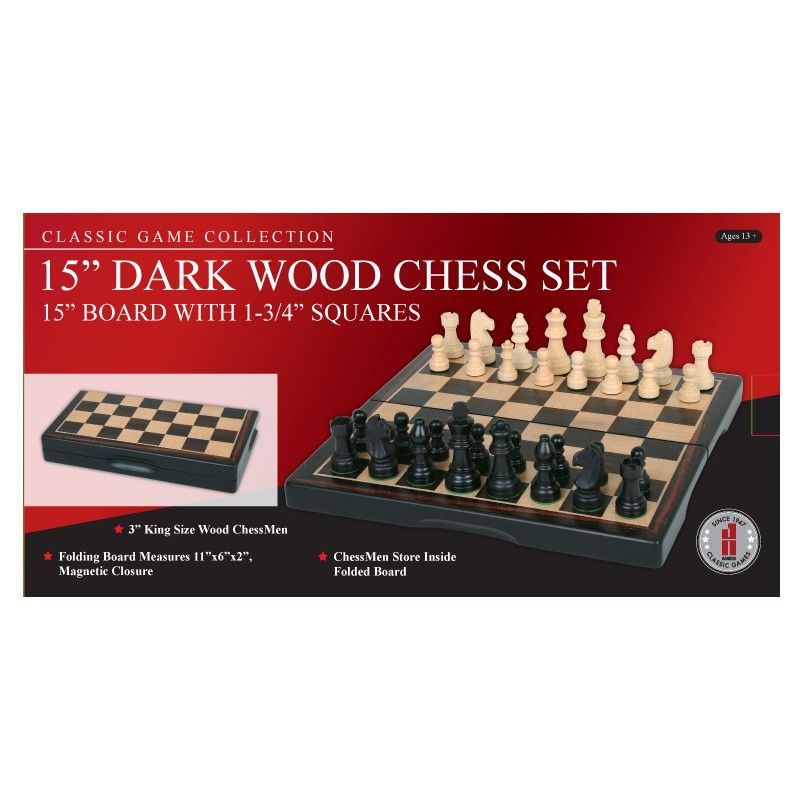 CLASSIC GAME COLLECTION
Ages 13 +
15” DARK WOOD CHESS SET
15” BOARD WITH 1-3/4” SQUARES
3” King Size Wood ChessMen
Folding Board Measures 11”x6”x2”,
Magnetic Closure
ChessMen Store Inside
Folded Board
SINCE 1947
HANSEN
CLASSIC GAMES